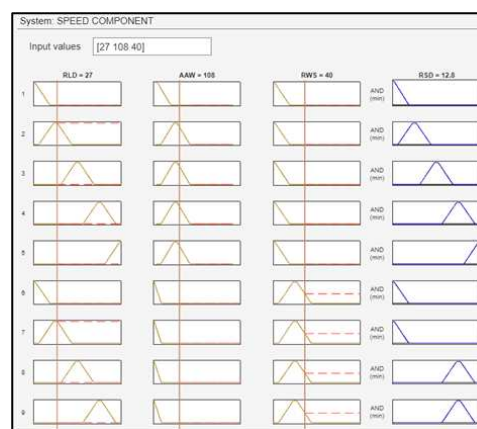 System: SPEED COMPONENT
Input values [27 108 40]
RLD = 27 AAW = 108 RWS = 40 RSD = 12.8
1 AND (min)
2 AND (min)
3 AND (min)
4 AND (min)
5 AND (min)
6 AND (min)
7 AND (min)
8 AND (min)
9 AND (min)